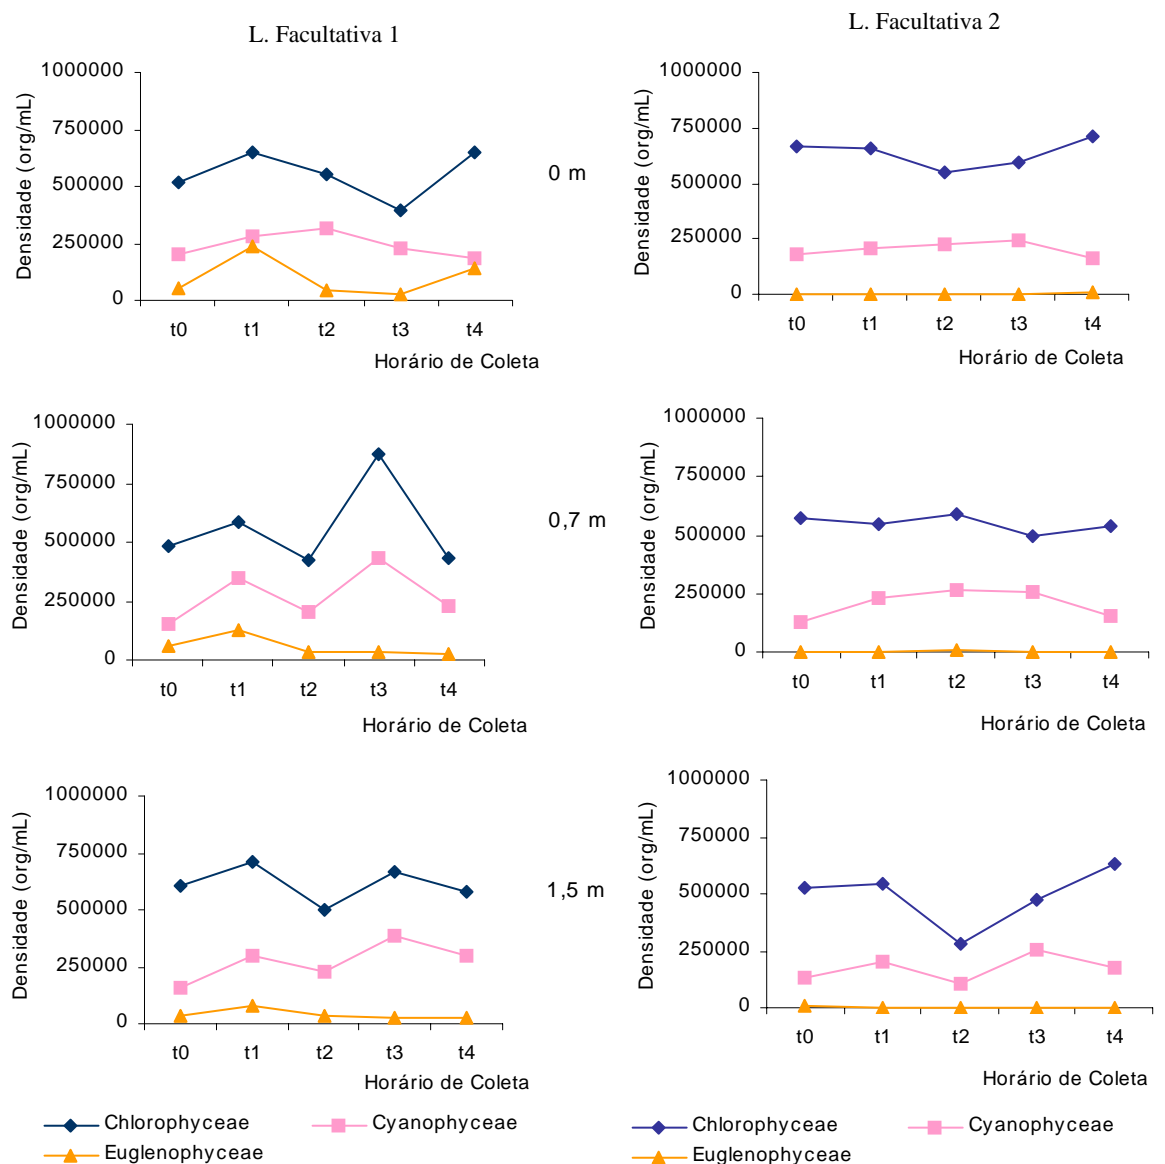 L. Facultativa 1
L. Facultativa 2
Densidade (org/mL)
1000000
750000
500000
250000
0
t0 t1 t2 t3 t4
Horário de Coleta
0 m
Densidade (org/mL)
1000000
750000
500000
250000
0
t0 t1 t2 t3 t4
Horário de Coleta
Densidade (org/mL)
1000000
750000
500000
250000
0
t0 t1 t2 t3 t4
Horário de Coleta
0,7 m
Densidade (org/mL)
1000000
750000
500000
250000
0
t0 t1 t2 t3 t4
Horário de Coleta
Densidade (org/mL)
1000000
750000
500000
250000
0
t0 t1 t2 t3 t4
Horário de Coleta
1,5 m
Densidade (org/mL)
1000000
750000
500000
250000
0
t0 t1 t2 t3 t4
Horário de Coleta
Chlorophyceae Cyanophyceae
Euglenophyceae
Chlorophyceae Cyanophyceae
Euglenophyceae